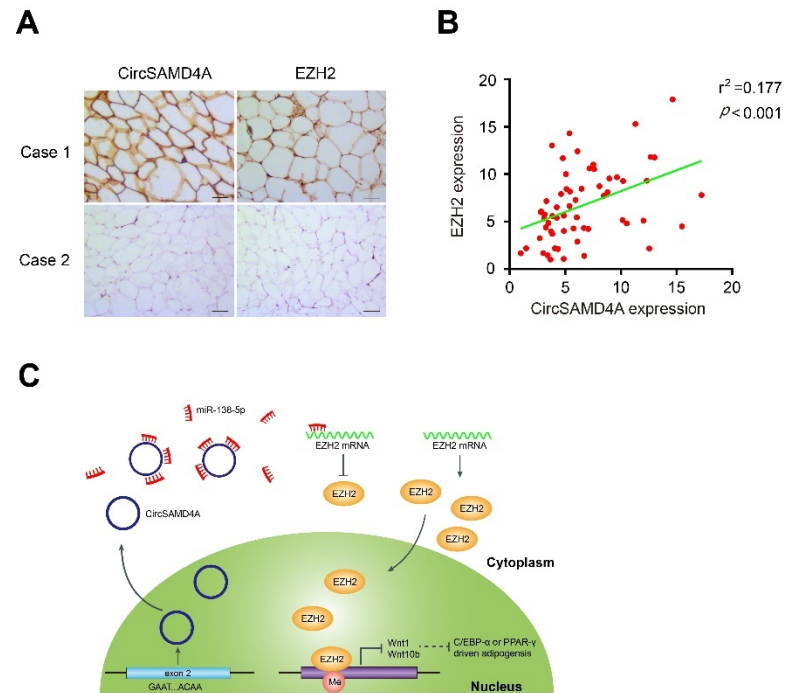 A
CircSAMD4A
EZH2
Case 1
Case 2
B
EZH2 expression
20
15
10
5
0
0
5
10
15
20
CircSAMD4A expression
r²=0.177
p<0.001
C
miR-138-5p
EZH2 mRNA
EZH2 mRNA
EZH2
EZH2
EZH2
EZH2
CircSAMD4A
Cytoplasm
EZH2
EZH2
EZH2
Me
Wnt1
Wnt10b
C/EBP-α or PPAR-γ
driven adipogensis
exon 2
GAAT...ACAA
Nucleus